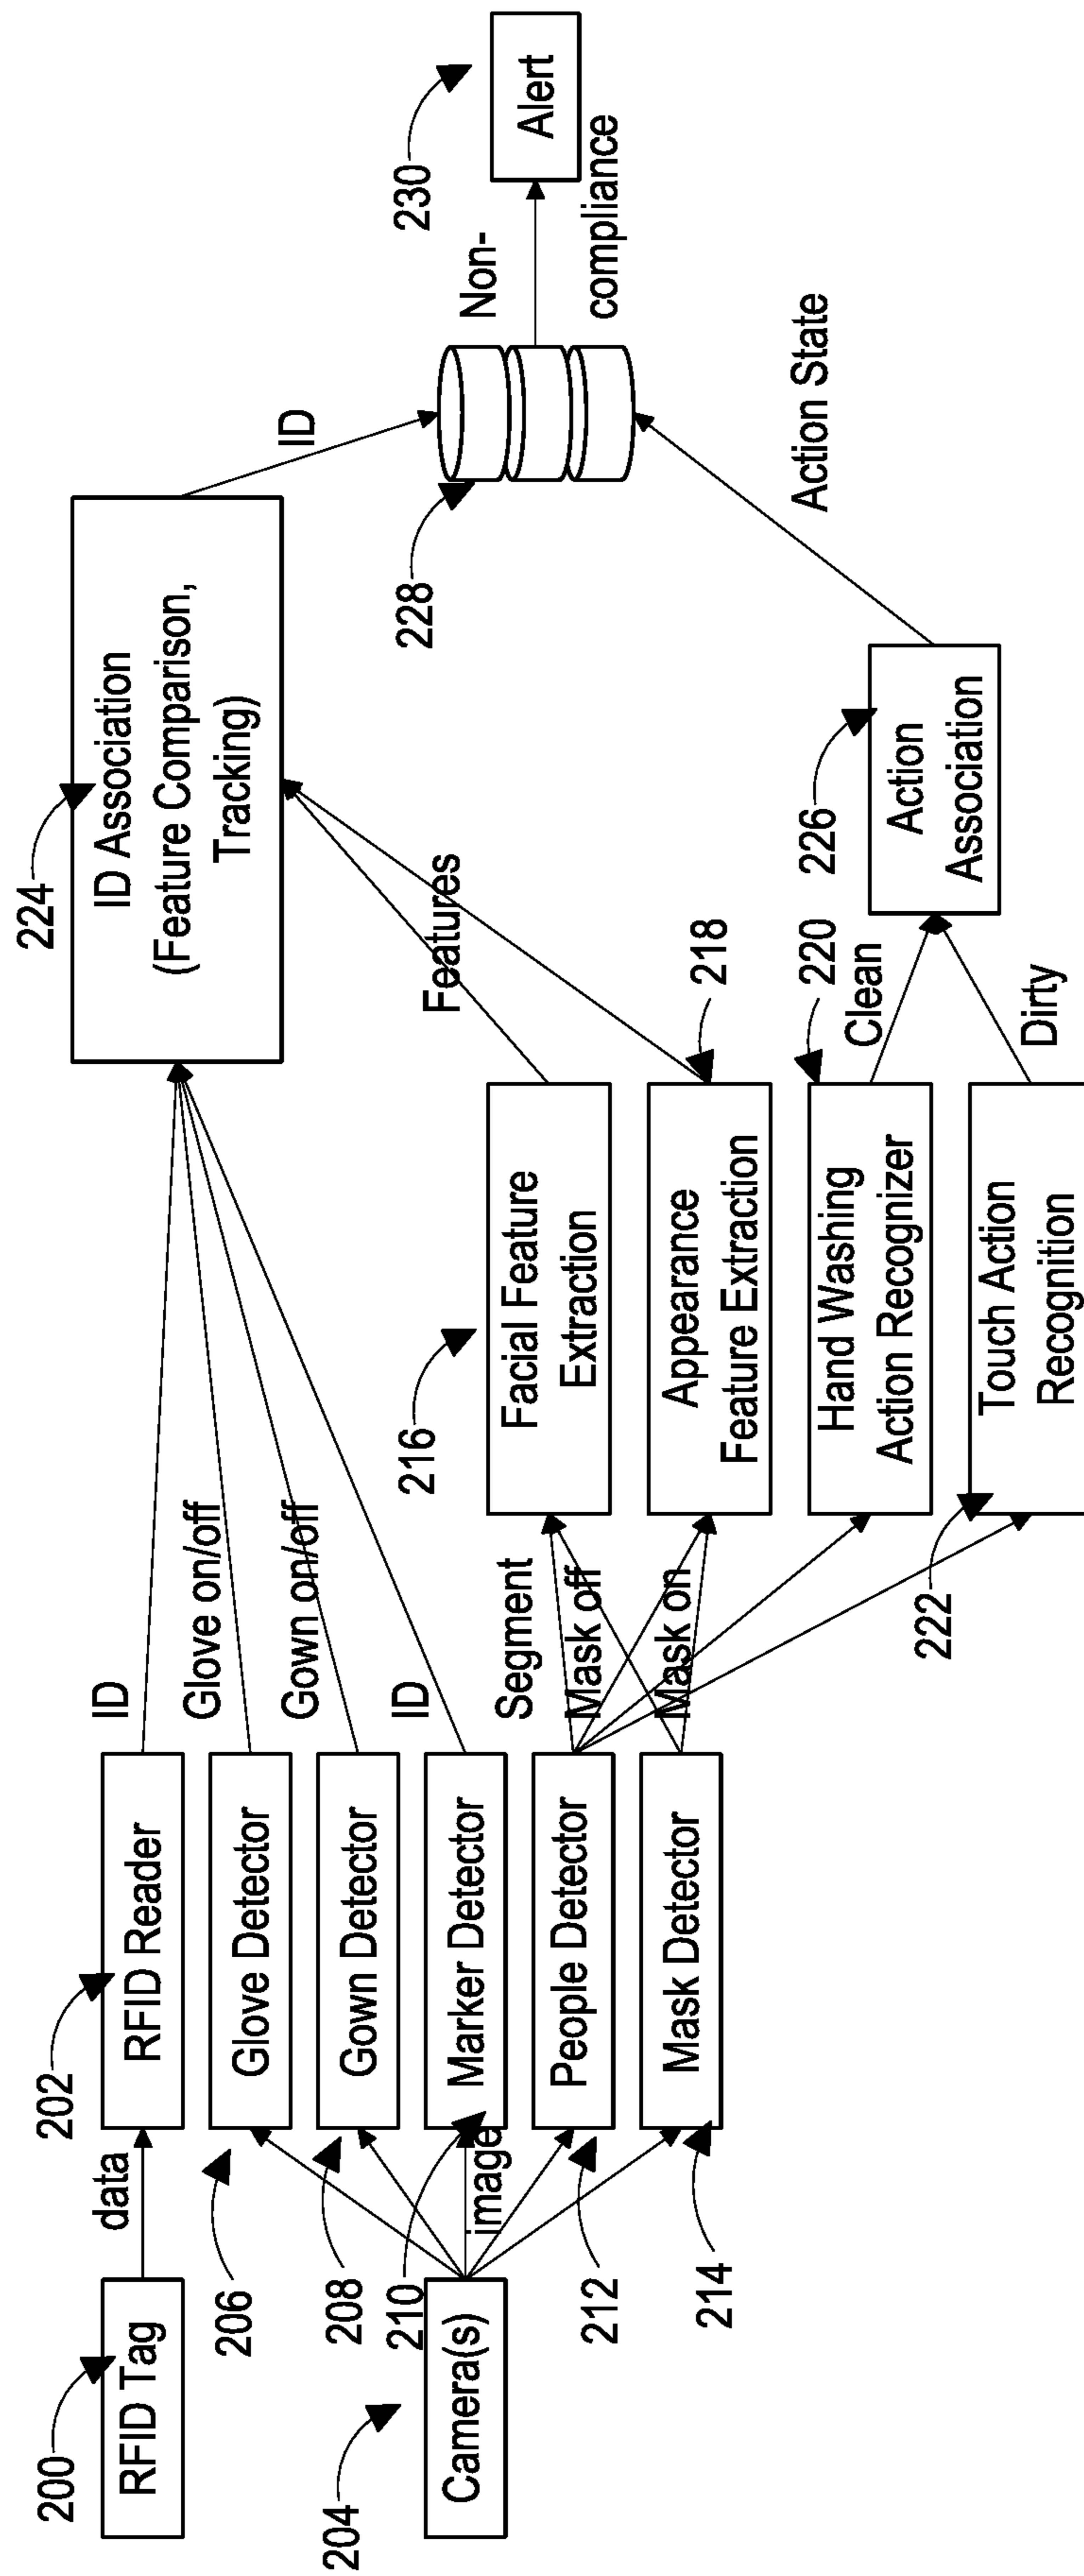 200
RFID Tag
data
202
RFID Reader
ID
204
Camera(s)
image
206
Glove Detector
Glove on/off
208
Gown Detector
Gown on/off
210
Marker Detector
ID
212
People Detector
Segment
214
Mask Detector
Mask off
Mask on
216
Facial Feature
Extraction
Features
218
Appearance
Feature Extraction
220
Hand Washing
Action Recognizer
Clean
222
Touch Action
Recognition
Dirty
224
ID Association
(Feature Comparison,
Tracking)
ID
226
Action
Association
Action State
228
Non-
compliance
230
Alert